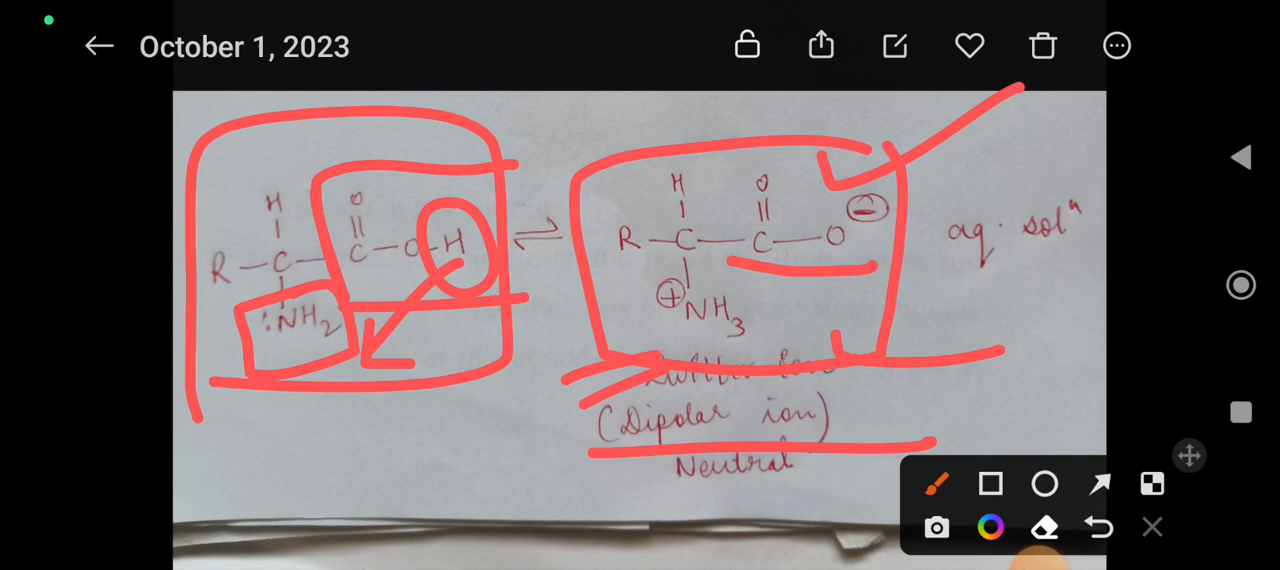 October 1, 2023
H O
|| 
R-C-C-O-H
:NH2
⇌
H O
||
R-C-C-O ⊖
⊕NH3
aq. solⁿ
(Dipolar ion)
Neutral